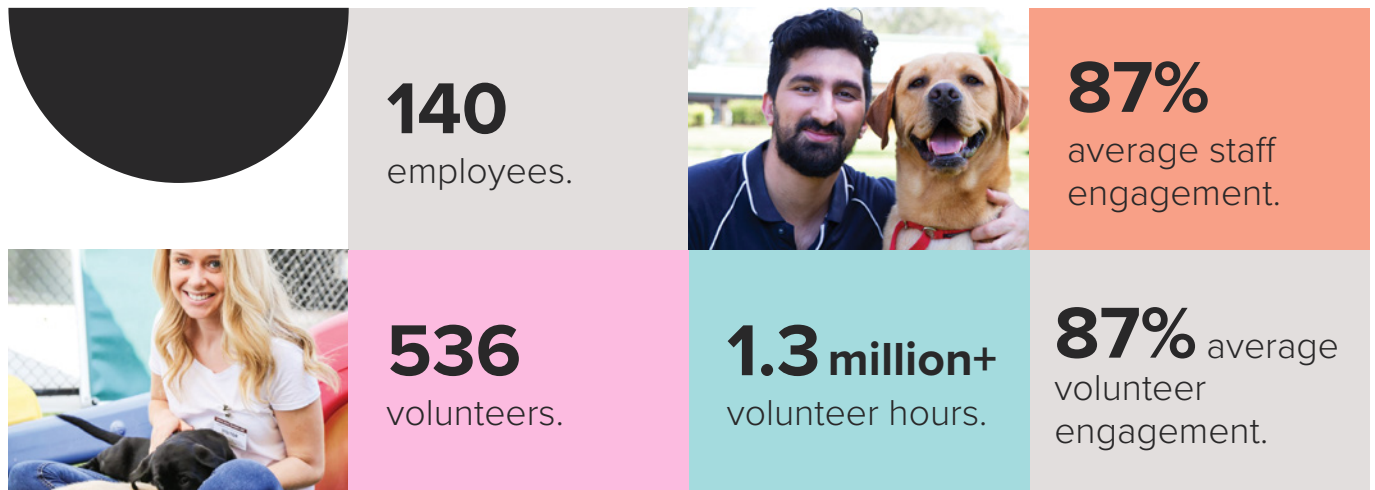 140
employees.
87%
average staff
engagement.
536
volunteers.
1.3 million+
volunteer hours.
87% average
volunteer
engagement.